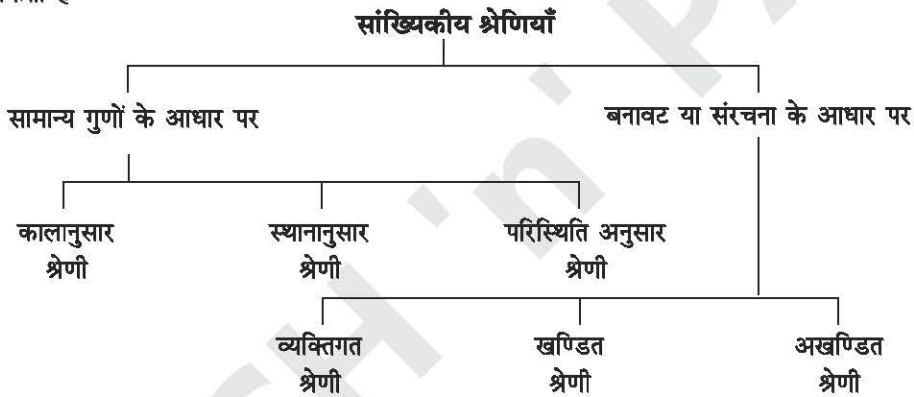 सांख्यिकीय श्रेणियाँ
सामान्य गुणों के आधार पर
बनावट या संरचना के आधार पर
कालानुसार
श्रेणी
स्थानानुसार
श्रेणी
परिस्थिति अनुसार
श्रेणी
व्यक्तिगत
श्रेणी
खण्डित
श्रेणी
अखण्डित
श्रेणी